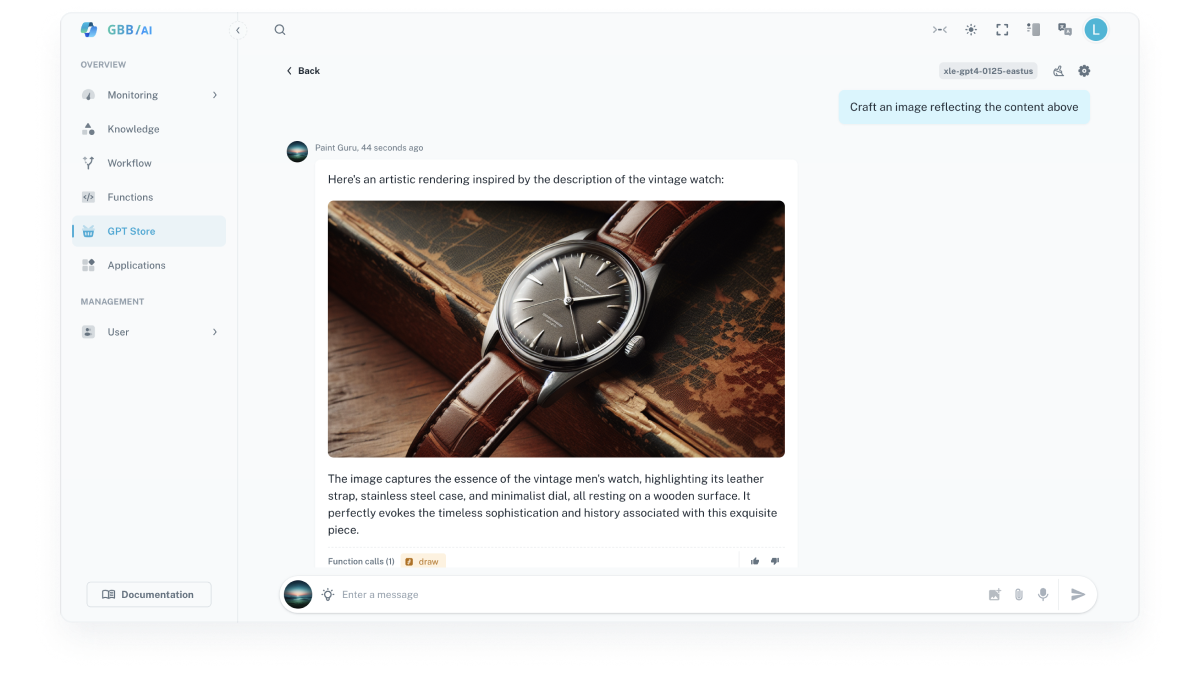 GBB/AI
L
OVERVIEW
Monitoring
Knowledge
Workflow
Functions
GPT Store
Applications
MANAGEMENT
User
Documentation
Back
xle-gpt4-0125-eastus
Craft an image reflecting the content above
Paint Guru, 44 seconds ago
Here's an artistic rendering inspired by the description of the vintage watch:
The image captures the essence of the vintage men's watch, highlighting its leather
strap, stainless steel case, and minimalist dial, all resting on a wooden surface. It
perfectly evokes the timeless sophistication and history associated with this exquisite
piece.
Function calls (1)
draw
Enter a message